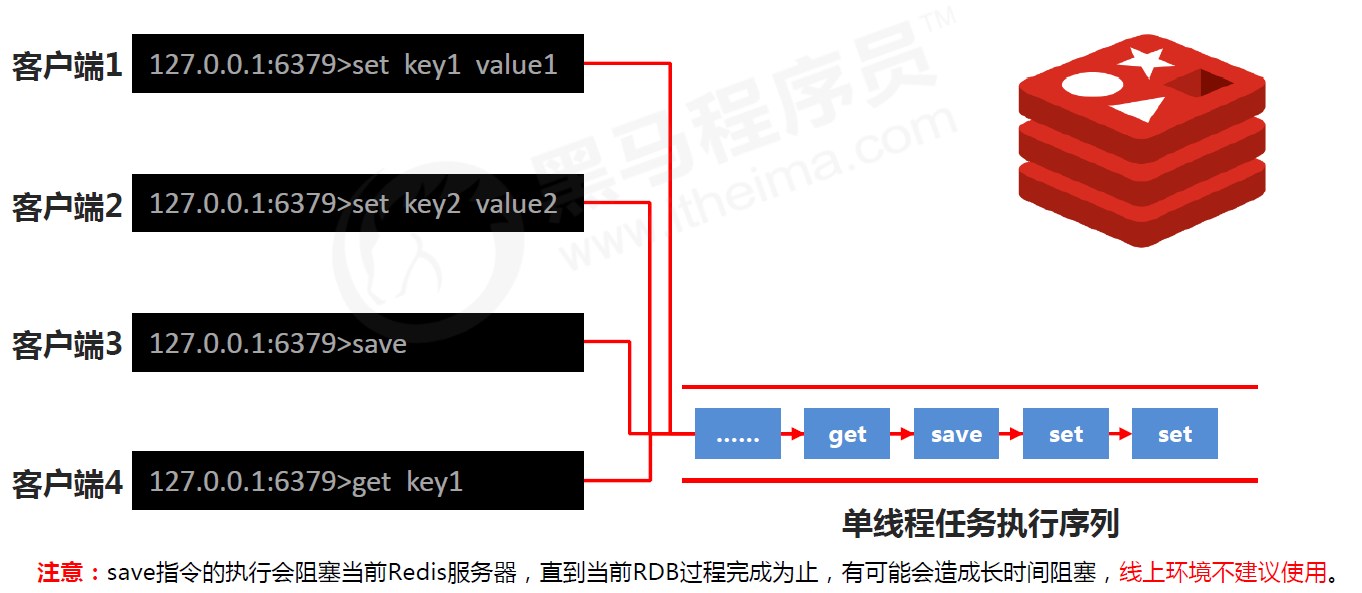 客户端1 127.0.0.1:6379>set key1 value1
客户端2 127.0.0.1:6379>set key2 value2
客户端3 127.0.0.1:6379>save
客户端4 127.0.0.1:6379>get key1
黑马程序员™
www.itheima.com
...... get save set set
单线程任务执行序列
注意：save指令的执行会阻塞当前Redis服务器，直到当前RDB过程完成为止，有可能会造成长时间阻塞，线上环境不建议使用。